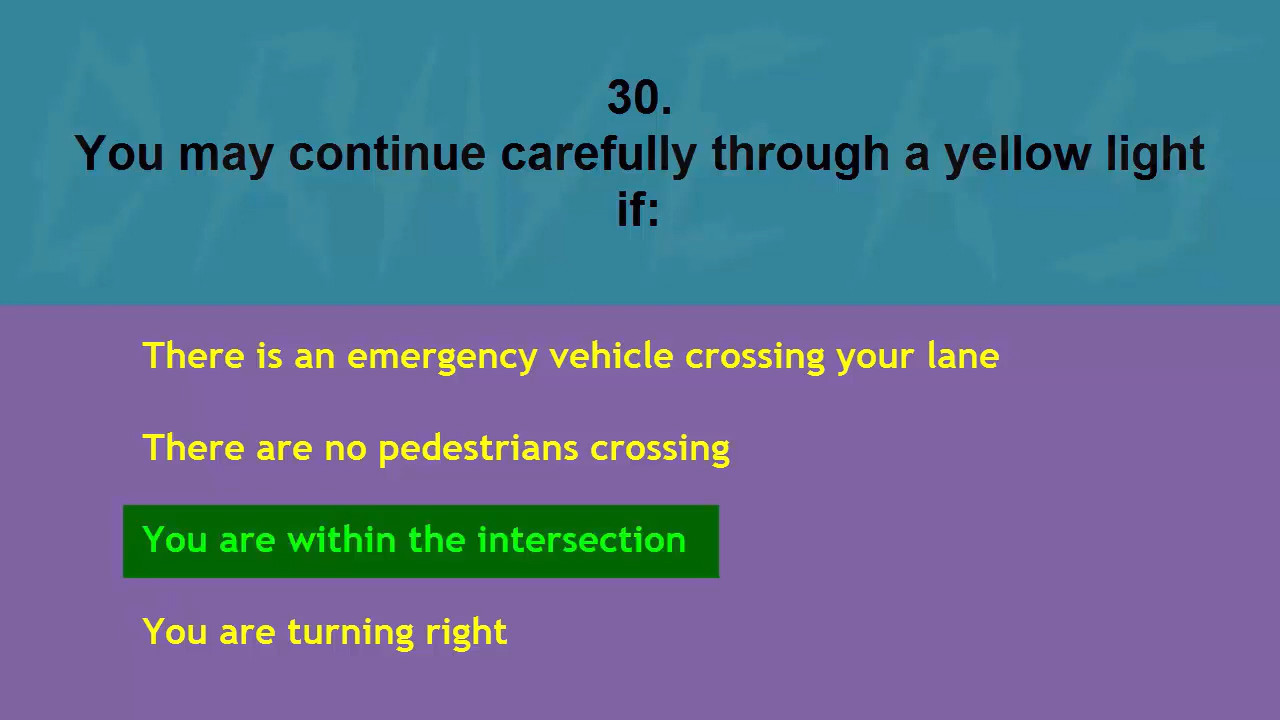 30.
You may continue carefully through a yellow light
if:
There is an emergency vehicle crossing your lane
There are no pedestrians crossing
You are within the intersection
You are turning right